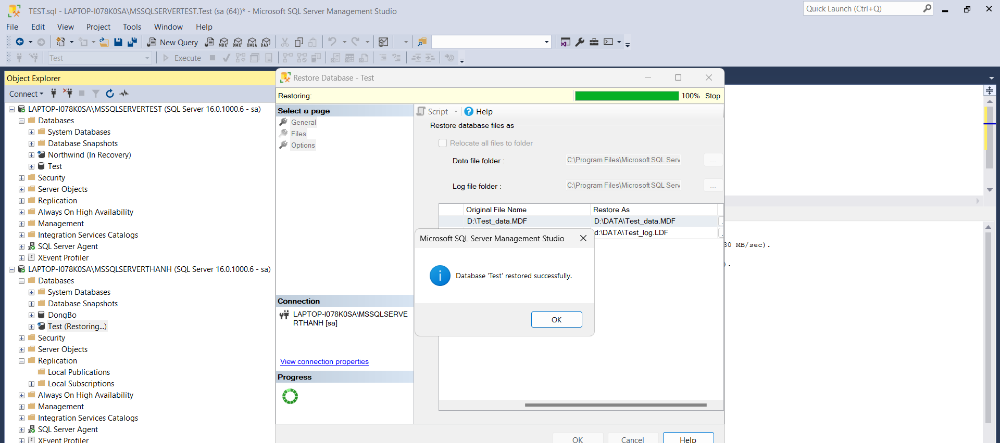 TEST.sql - LAPTOP-I078K0SA\MSSQLSERVERTEST.Test (sa (64))* - Microsoft SQL Server Management Studio
Quick Launch (Ctrl+Q)
File Edit View Project Tools Window Help
New Query MDX DMX XMLA DAX
Test Execute
Object Explorer
Connect
LAPTOP-I078K0SA\MSSQLSERVERTEST (SQL Server 16.0.1000.6 - sa)
Databases
System Databases
Database Snapshots
Northwind (In Recovery)
Test
Security
Server Objects
Replication
Always On High Availability
Management
Integration Services Catalogs
SQL Server Agent
XEvent Profiler
LAPTOP-I078K0SA\MSSQLSERVERTHANH (SQL Server 16.0.1000.6 - sa)
Databases
System Databases
Database Snapshots
DongBo
Test (Restoring...)
Security
Server Objects
Replication
Local Publications
Local Subscriptions
Always On High Availability
Management
Integration Services Catalogs
SQL Server Agent
XEvent Profiler
Restore Database - Test
Restoring: 100% Stop
Select a page
General
Files
Options
Connection
LAPTOP-I078K0SA\MSSQLSERVE
RTHANH [sa]
View connection properties
Progress
Script Help
Restore database files as
Relocate all files to folder
Data file folder : C:\Program Files\Microsoft SQL Serv ...
Log file folder : C:\Program Files\Microsoft SQL Serv ...
Original File Name Restore As
D:\Test_data.MDF D:\DATA\Test_data.MDF
d:\DATA\Test_log.LDF
Microsoft SQL Server Management Studio
Database 'Test' restored successfully.
OK
OK Cancel Help
30 MB/sec).
).